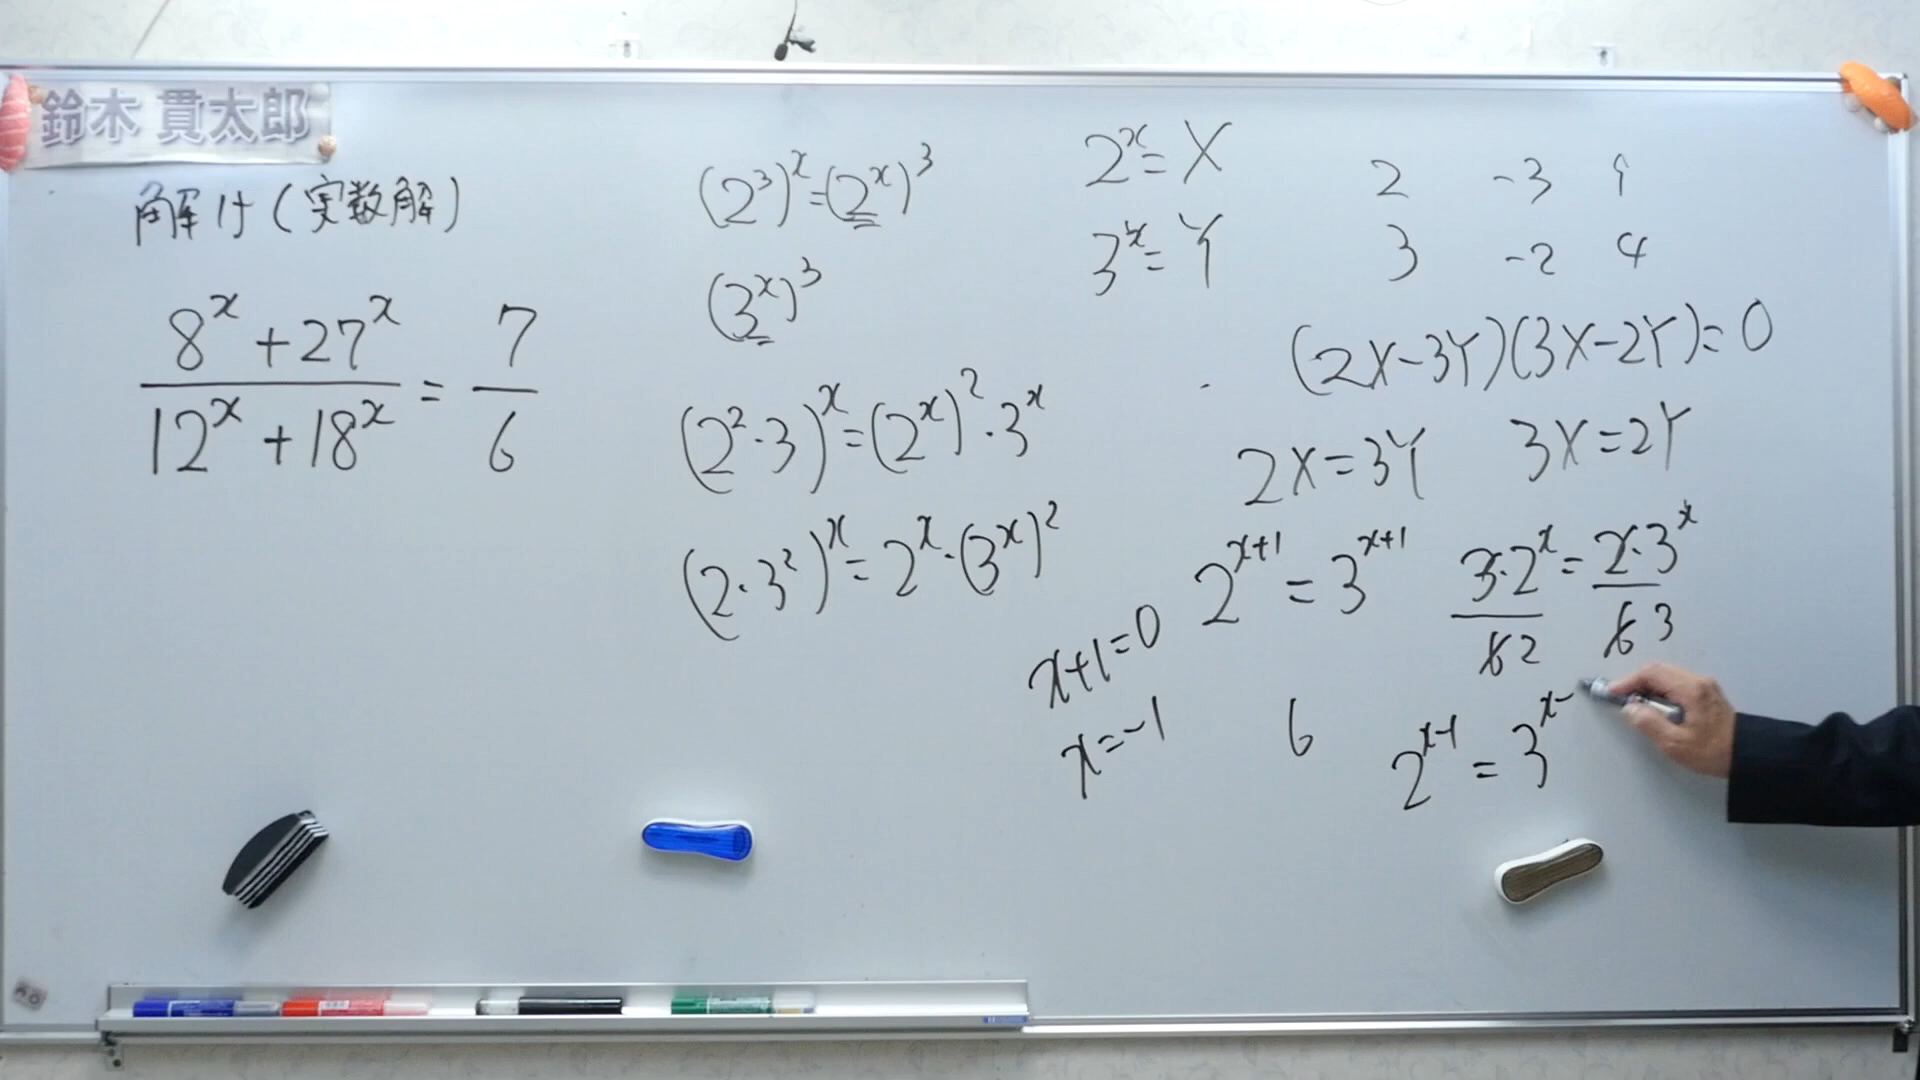 鈴木 貫太郎
解け(実数解)
8^x + 27^x / 12^x + 18^x = 7 / 6
(2^3)^x = (2^x)^3
(3^x)^3
(2^2・3)^x = (2^x)^2・3^x
(2・3^2)^x = 2^x・(3^x)^2
2^x = X
3^x = Y
2 -3 9
3 -2 4
(2X-3Y)(3X-2Y)=0
2X=3Y 3X=2Y
2^{x+1} = 3^{x+1}
x+1=0
x=-1
3・2^x / 6 2 = 2・3^x / 6 3
6
2^{x-1} = 3^{x-